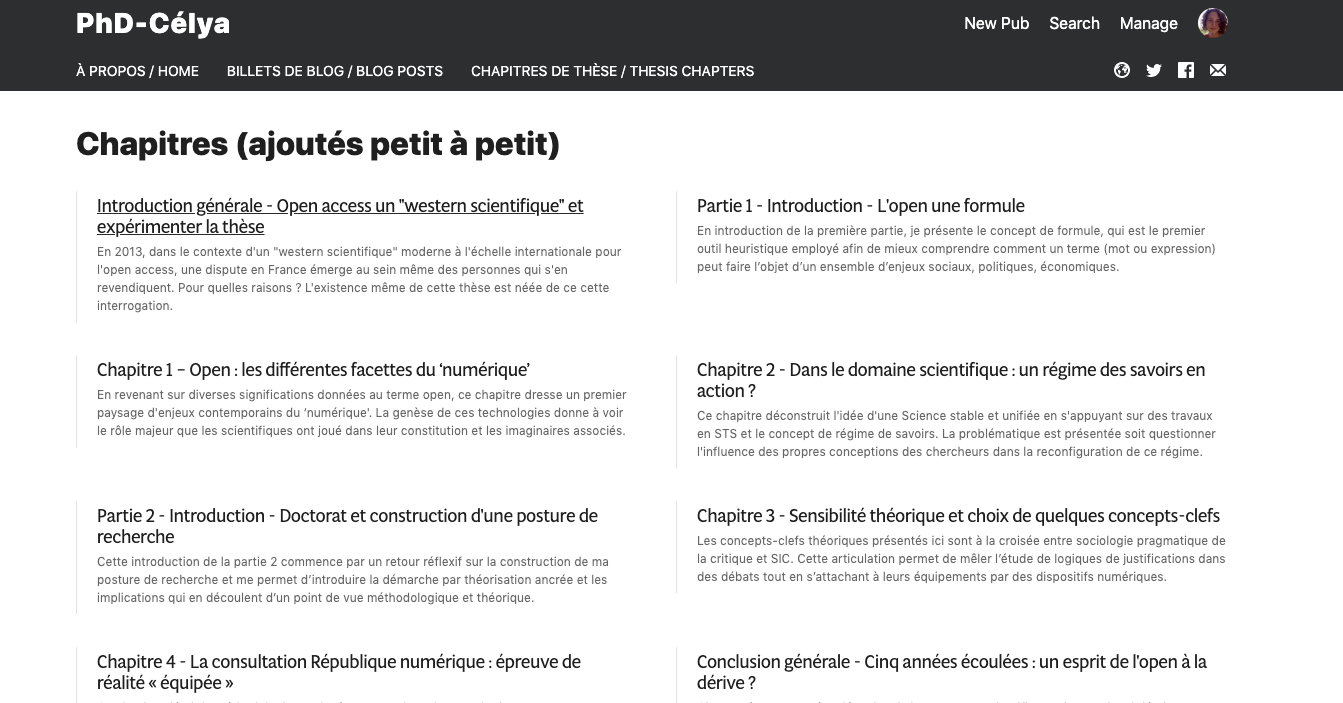 PhD-Célya
New Pub Search Manage
À PROPOS / HOME BILLETS DE BLOG / BLOG POSTS CHAPITRES DE THÈSE / THESIS CHAPTERS
Chapitres (ajoutés petit à petit)
Introduction générale - Open access un "western scientifique" et
expérimenter la thèse
En 2013, dans le contexte d'un "western scientifique" moderne à l'échelle internationale pour
l'open access, une dispute en France émerge au sein même des personnes qui s'en
revendiquent. Pour quelles raisons ? L'existence même de cette thèse est néée de ce cette
interrogation.
Partie 1 - Introduction - L'open une formule
En introduction de la première partie, je présente le concept de formule, qui est le premier
outil heuristique employé afin de mieux comprendre comment un terme (mot ou expression)
peut faire l’objet d’un ensemble d’enjeux sociaux, politiques, économiques.
Chapitre 1 – Open : les différentes facettes du ‘numérique’
En revenant sur diverses significations données au terme open, ce chapitre dresse un premier
paysage d'enjeux contemporains du ‘numérique'. La genèse de ces technologies donne à voir
le rôle majeur que les scientifiques ont joué dans leur constitution et les imaginaires associés.
Chapitre 2 - Dans le domaine scientifique : un régime des savoirs en
action ?
Ce chapitre déconstruit l'idée d'une Science stable et unifiée en s'appuyant sur des travaux
en STS et le concept de régime de savoirs. La problématique est présentée soit questionner
l'influence des propres conceptions des chercheurs dans la reconfiguration de ce régime.
Partie 2 - Introduction - Doctorat et construction d'une posture de
recherche
Cette introduction de la partie 2 commence par un retour réflexif sur la construction de ma
posture de recherche et me permet d’introduire la démarche par théorisation ancrée et les
implications qui en découlent d’un point de vue méthodologique et théorique.
Chapitre 3 - Sensibilité théorique et choix de quelques concepts-clefs
Les concepts-clefs théoriques présentés ici sont à la croisée entre sociologie pragmatique de
la critique et SIC. Cette articulation permet de mêler l’étude de logiques de justifications dans
des débats tout en s’attachant à leurs équipements par des dispositifs numériques.
Chapitre 4 - La consultation République numérique : épreuve de
réalité « équipée »
Conclusion générale - Cinq années écoulées : un esprit de l'open à la
dérive ?